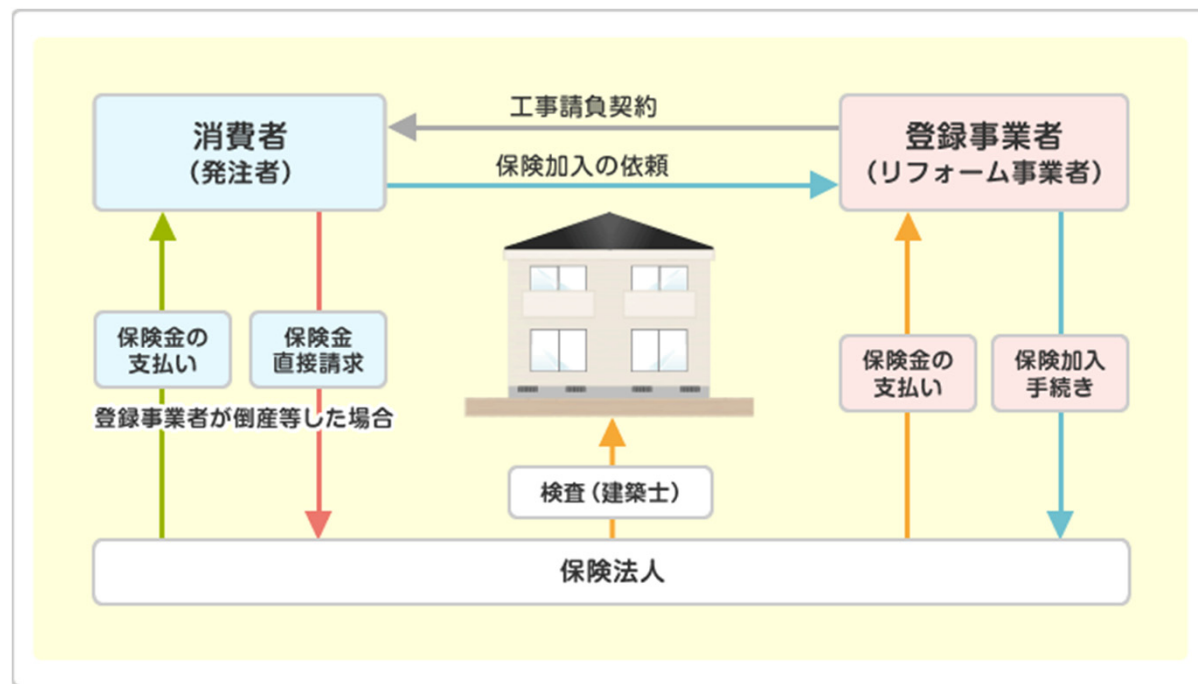 消費者
(発注者)
工事請負契約
保険加入の依頼
登録事業者
(リフォーム事業者)
保険金の
支払い
保険金
直接請求
登録事業者が倒産等した場合
保険金の
支払い
保険加入
手続き
検査(建築士)
保険法人